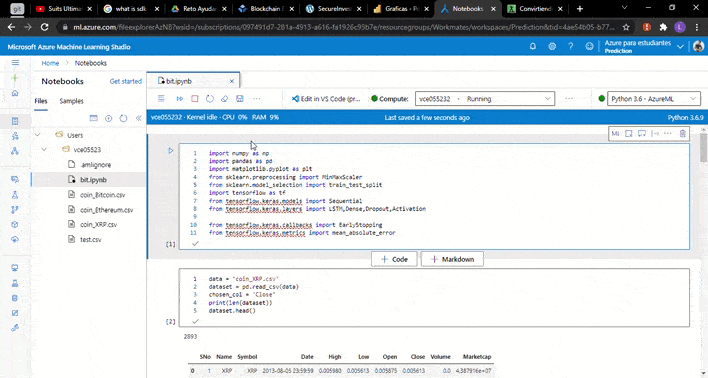 git
Suits Ultima
what is sdk
Reto Ayudan
Blockchain I
SecureInves
Graficas - Po
Notebooks
Convirtiendo
ml.azure.com/fileexplorerAzNB?wsid=/subscriptions/097491d7-281a-4913-a616-fa1926c93b7e/resourcegroups/Workmates/workspaces/Prediction&tid=4ae54b05-b77...
Microsoft Azure Machine Learning Studio
Azure para estudiantes
Prediction
Home > Notebooks
Notebooks
Get started
bit.ipynb
Files
Samples
Edit in VS Code (pr...
Compute:
vce055232 - Running
Python 3.6 - AzureML
vce055232 · Kernel idle · CPU 0% · RAM 9%
Last saved a few seconds ago
Python 3.6.9
Users
vce05523
.amlignore
bit.ipynb
coin_Bitcoin.csv
coin_Ethereum.csv
coin_XRP.csv
test.csv
1 import numpy as np
2 import pandas as pd
3 import matplotlib.pyplot as plt
4 from sklearn.preprocessing import MinMaxScaler
5 from sklearn.model_selection import train_test_split
6 import tensorflow as tf
7 from tensorflow.keras.models import Sequential
8 from tensorflow.keras.layers import LSTM,Dense,Dropout,Activation
9
10 from tensorflow.keras.callbacks import EarlyStopping
11 from tensorflow.keras.metrics import mean_absolute_error
[1]
+ Code
+ Markdown
1 data = "coin_XRP.csv"
2 dataset = pd.read_csv(data)
3 chosen_col = 'Close'
4 print(len(dataset))
5 dataset.head()
[2]
2893
SNo Name Symbol Date High Low Open Close Volume Marketcap
0 1 XRP XRP 2013-08-05 23:59:59 0.005980 0.005613 0.005875 0.005613 0.0 4.387916e+07